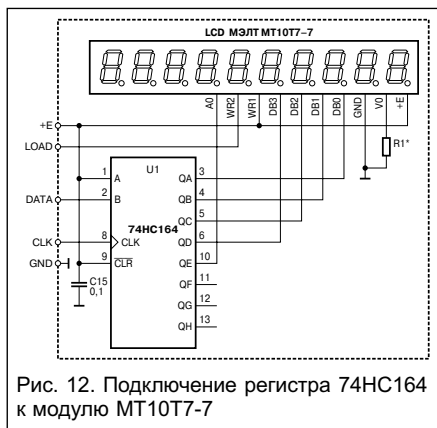 LCD МЭЛТ MT10T7-7
A0
WR2
WR1
DB3
DB2
DB1
DB0
GND
V0
+E
+E
LOAD
DATA
CLK
GND
R1*
U1
74HC164
1 A
2 B
8 CLK
9 CLR
QA 3
QB 4
QC 5
QD 6
QE 10
QF 11
QG 12
QH 13
C15
0,1
Рис. 12. Подключение регистра 74HC164
к модулю MT10T7-7